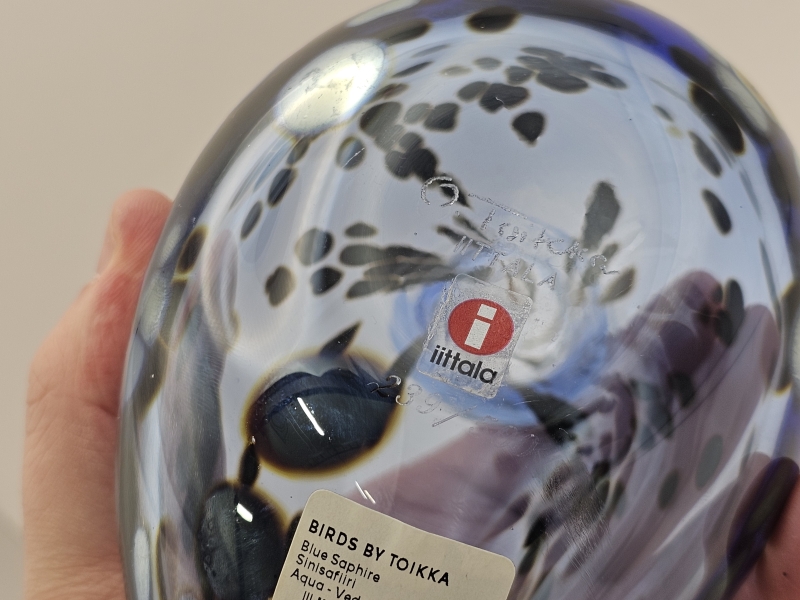 O. Toikka
IITTALA
i
iittala
BIRDS BY TOIKKA
Blue Saphire
Sinisafiiri
Aqua - Ved